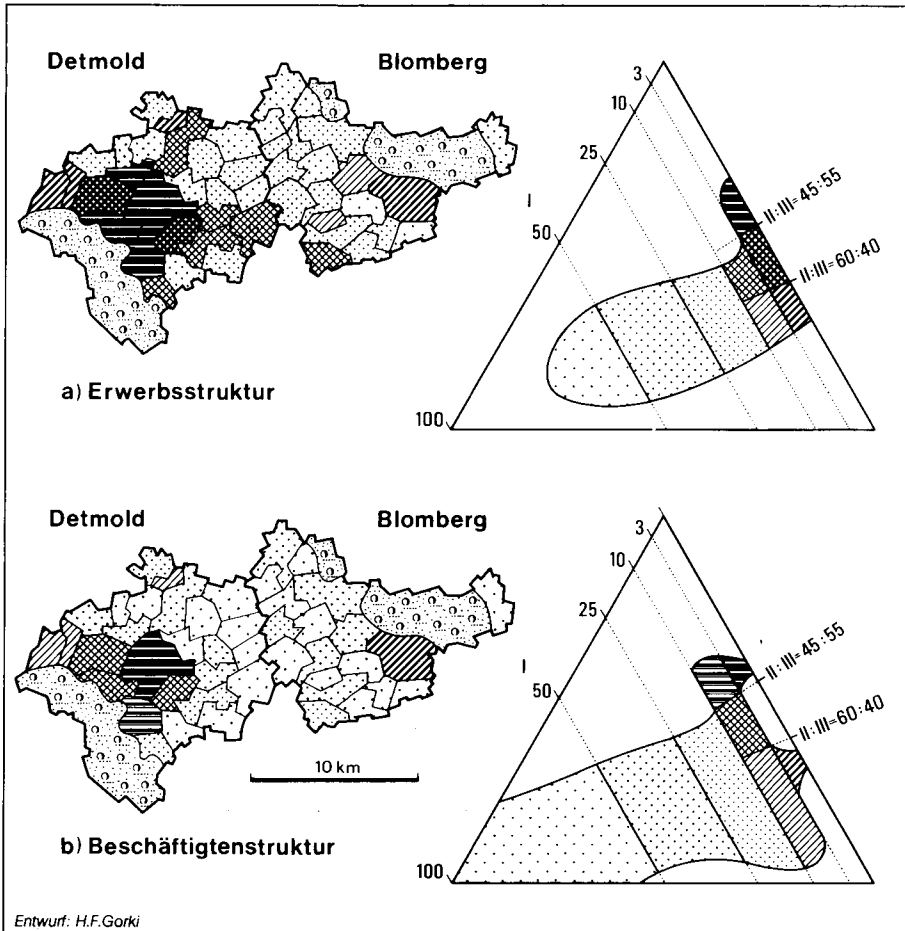 Detmold Blomberg
3
10
25
I
50
100
II:III=45:55
II:III=60:40
a) Erwerbsstruktur
Detmold Blomberg
3
10
25
I
50
100
II:III=45:55
II:III=60:40
10 km
b) Beschäftigtenstruktur
Entwurf: H.F.Gorki